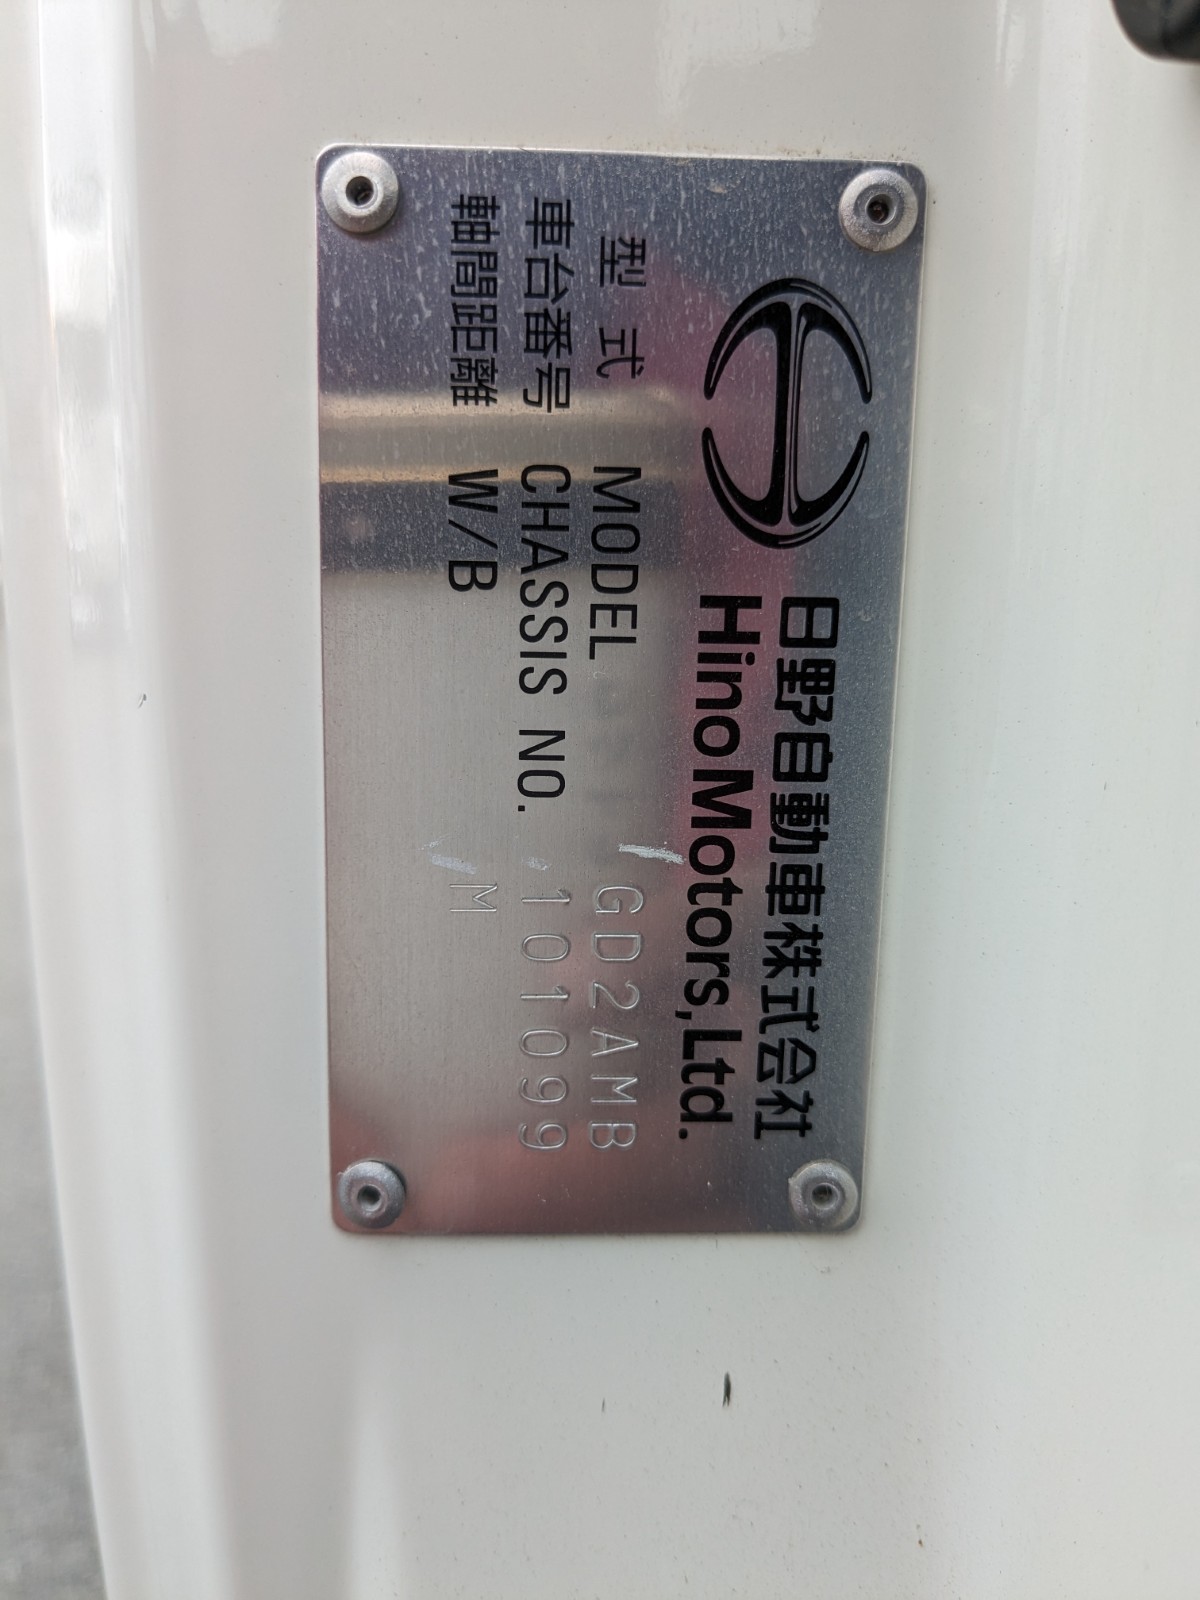 日野自動車株式会社
Hino Motors, Ltd.
型式 MODEL GD2AMB
車台番号 CHASSIS NO. 101099
軸間距離 W/B M